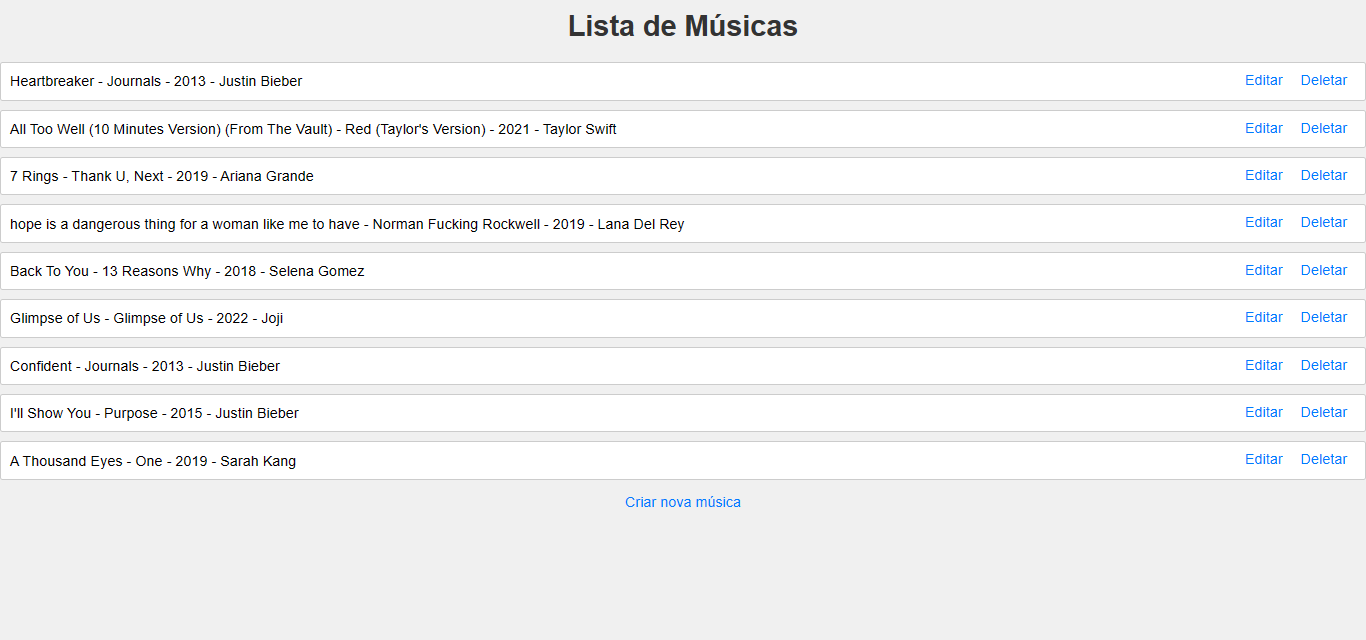 Lista de Músicas
Heartbreaker - Journals - 2013 - Justin Bieber Editar Deletar
All Too Well (10 Minutes Version) (From The Vault) - Red (Taylor's Version) - 2021 - Taylor Swift Editar Deletar
7 Rings - Thank U, Next - 2019 - Ariana Grande Editar Deletar
hope is a dangerous thing for a woman like me to have - Norman Fucking Rockwell - 2019 - Lana Del Rey Editar Deletar
Back To You - 13 Reasons Why - 2018 - Selena Gomez Editar Deletar
Glimpse of Us - Glimpse of Us - 2022 - Joji Editar Deletar
Confident - Journals - 2013 - Justin Bieber Editar Deletar
I'll Show You - Purpose - 2015 - Justin Bieber Editar Deletar
A Thousand Eyes - One - 2019 - Sarah Kang Editar Deletar
Criar nova música